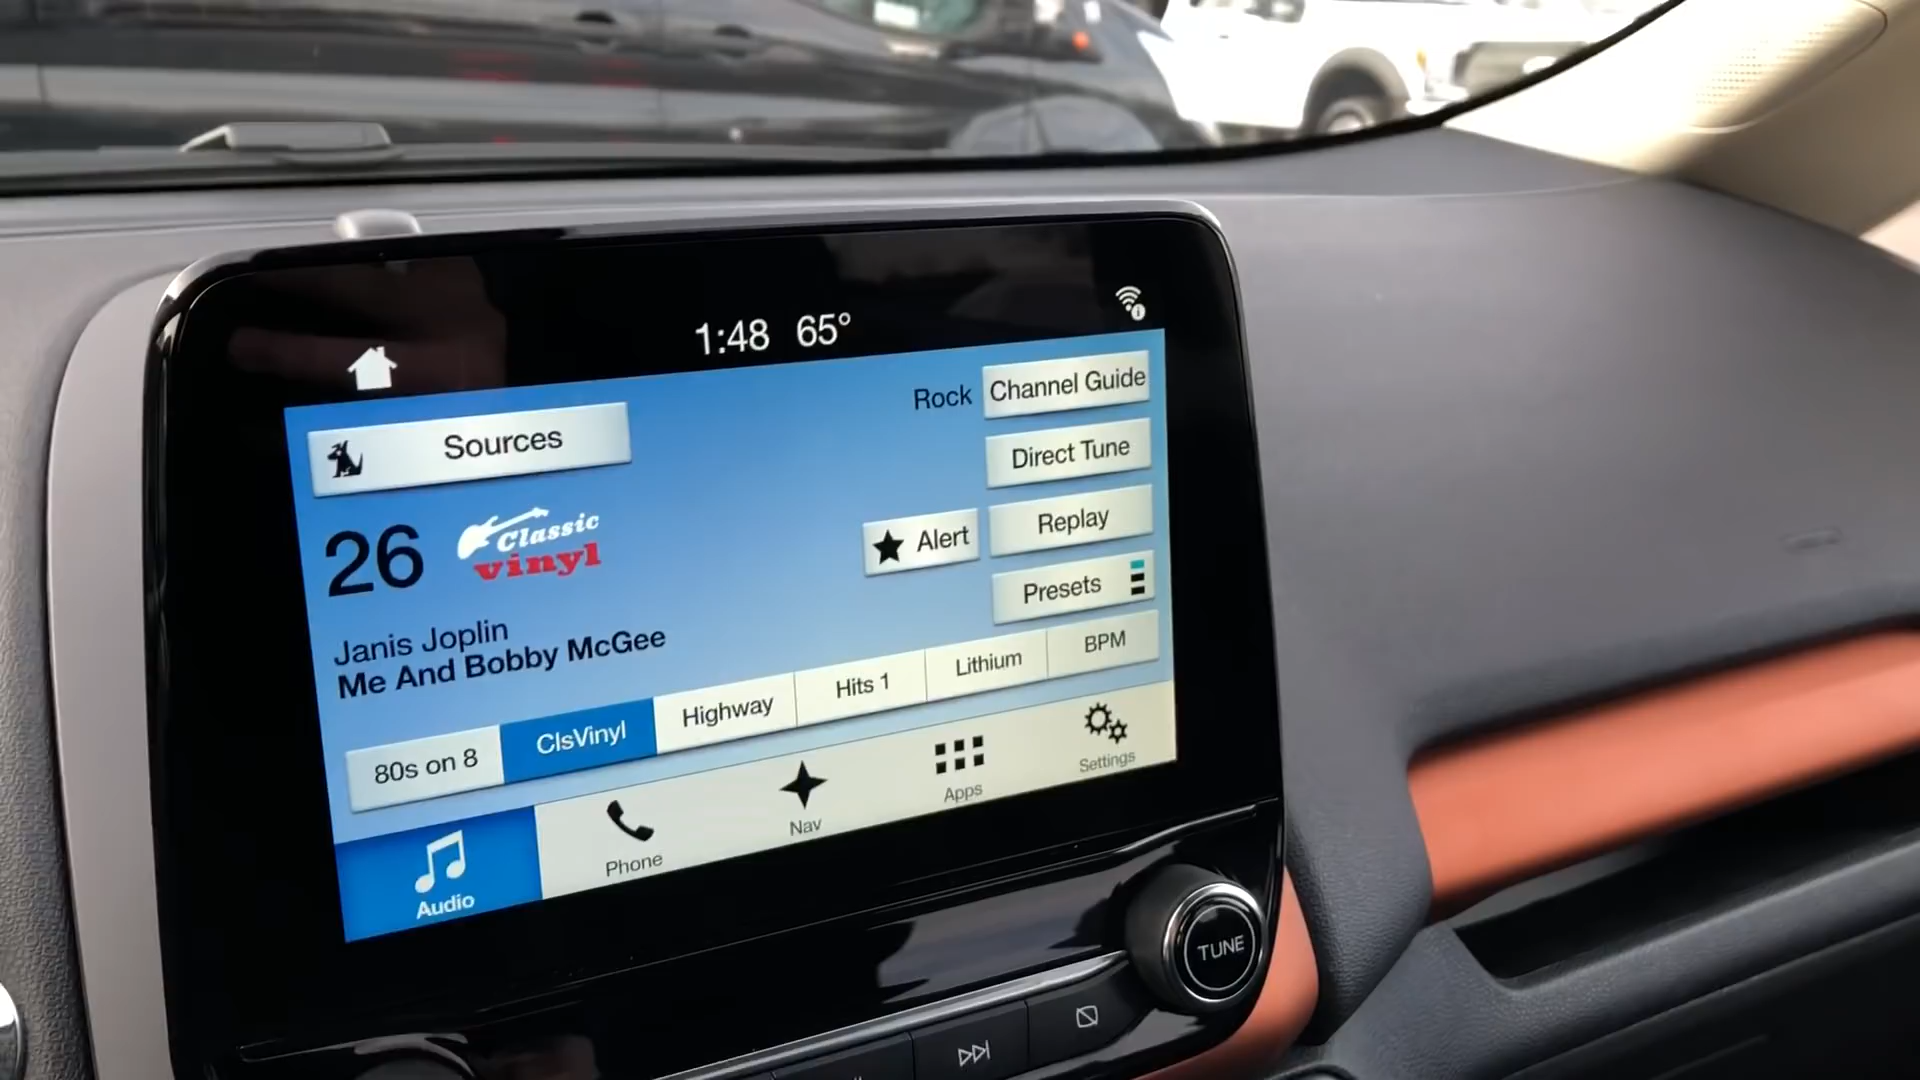 1:48 65°
Sources
Rock
Channel Guide
Direct Tune
26
Classic
vinyl
Alert
Replay
Presets
Janis Joplin
Me And Bobby McGee
80s on 8
ClsVinyl
Highway
Hits 1
Lithium
BPM
Audio
Phone
Nav
Apps
Settings
TUNE